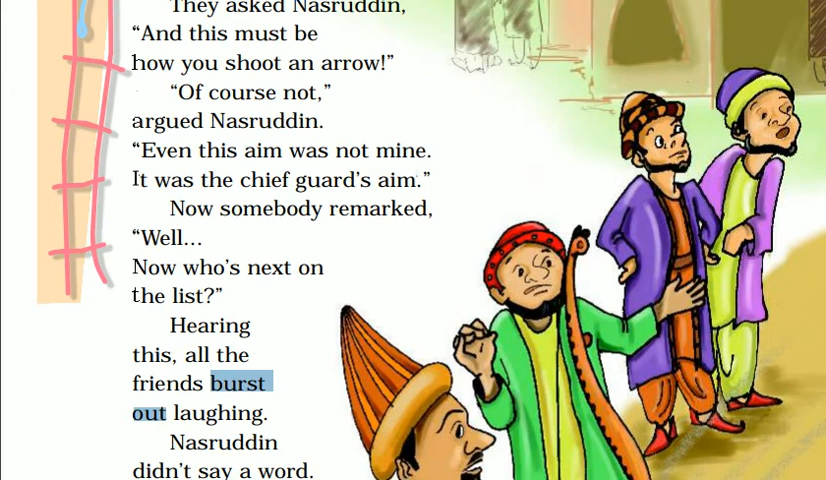 They asked Nasruddin,
“And this must be
how you shoot an arrow!”
“Of course not,”
argued Nasruddin.
“Even this aim was not mine.
It was the chief guard’s aim.”
Now somebody remarked,
“Well...
Now who’s next on
the list?”
Hearing
this, all the
friends burst
out laughing.
Nasruddin
didn’t say a word.